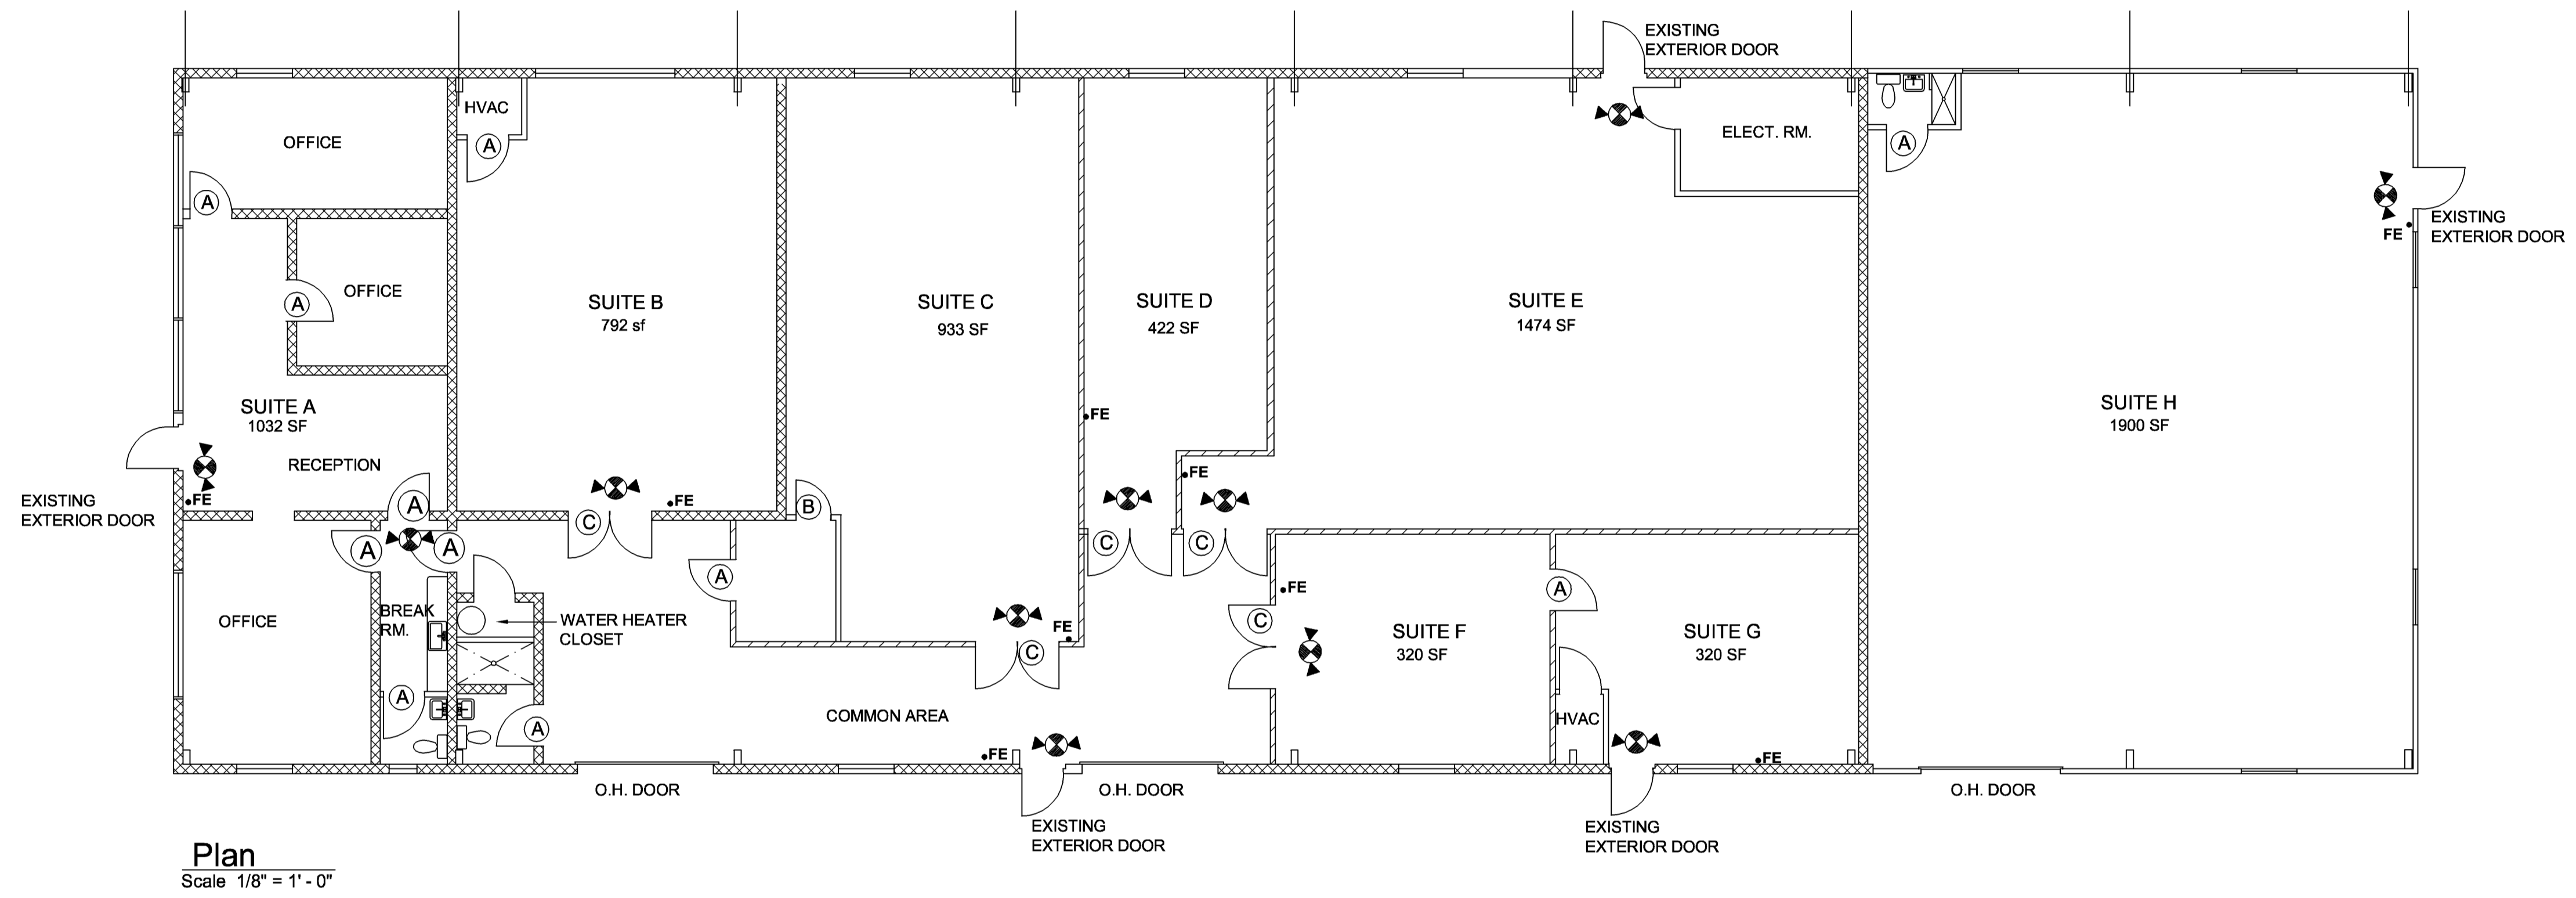 EXISTING
EXTERIOR DOOR
HVAC
OFFICE
A
ELECT. RM.
A
A
EXISTING
EXTERIOR DOOR
FE
A
OFFICE
SUITE B
792 sf
SUITE C
933 SF
SUITE D
422 SF
SUITE E
1474 SF
SUITE H
1900 SF
SUITE A
1032 SF
FE
RECEPTION
FE
EXISTING
EXTERIOR DOOR
FE
FE
A
B
C
C
C
A
A
A
A
FE
BREAK
RM.
OFFICE
WATER HEATER
CLOSET
C
FE
C
SUITE F
320 SF
SUITE G
320 SF
A
A
COMMON AREA
HVAC
FE
FE
O.H. DOOR
O.H. DOOR
O.H. DOOR
EXISTING
EXTERIOR DOOR
EXISTING
EXTERIOR DOOR
Plan
Scale 1/8" = 1' - 0"